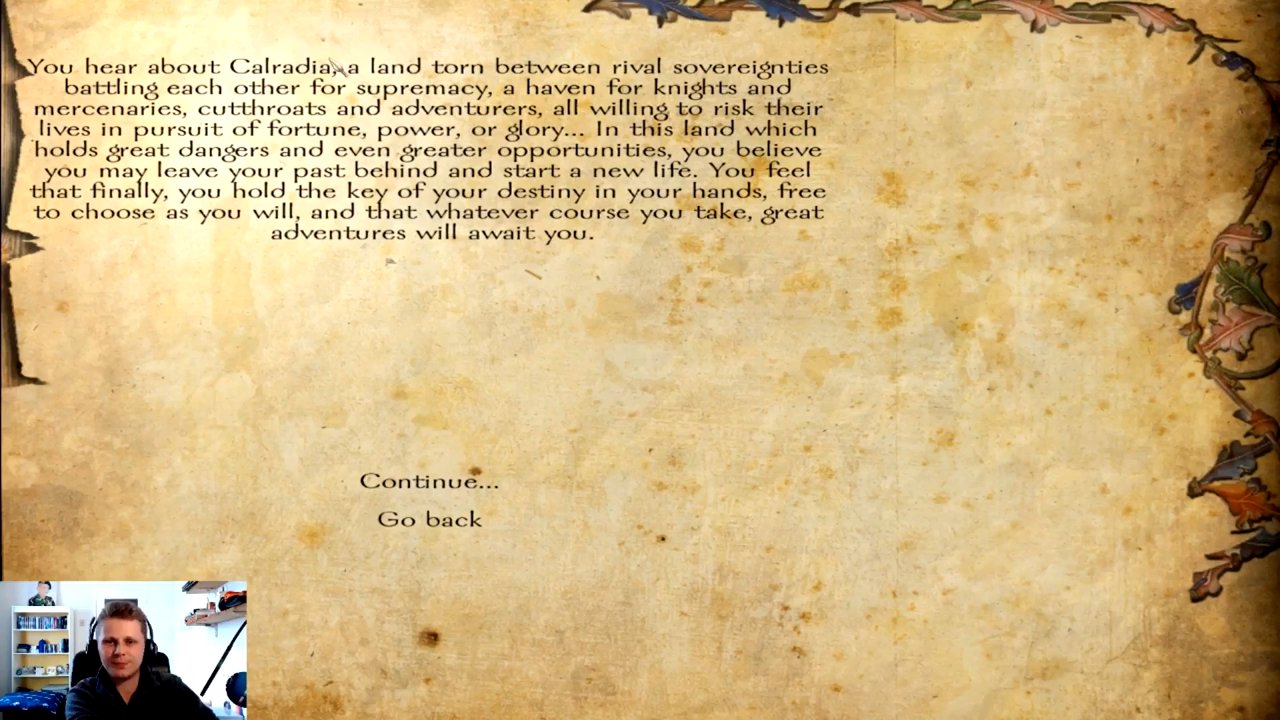 You hear about Calradia, a land torn between rival sovereignties
battling each other for supremacy, a haven for knights and
mercenaries, cutthroats and adventurers, all willing to risk their
lives in pursuit of fortune, power, or glory... In this land which
holds great dangers and even greater opportunities, you believe
you may leave your past behind and start a new life. You feel
that finally, you hold the key of your destiny in your hands, free
to choose as you will, and that whatever course you take, great
adventures will await you.
Continue...
Go back